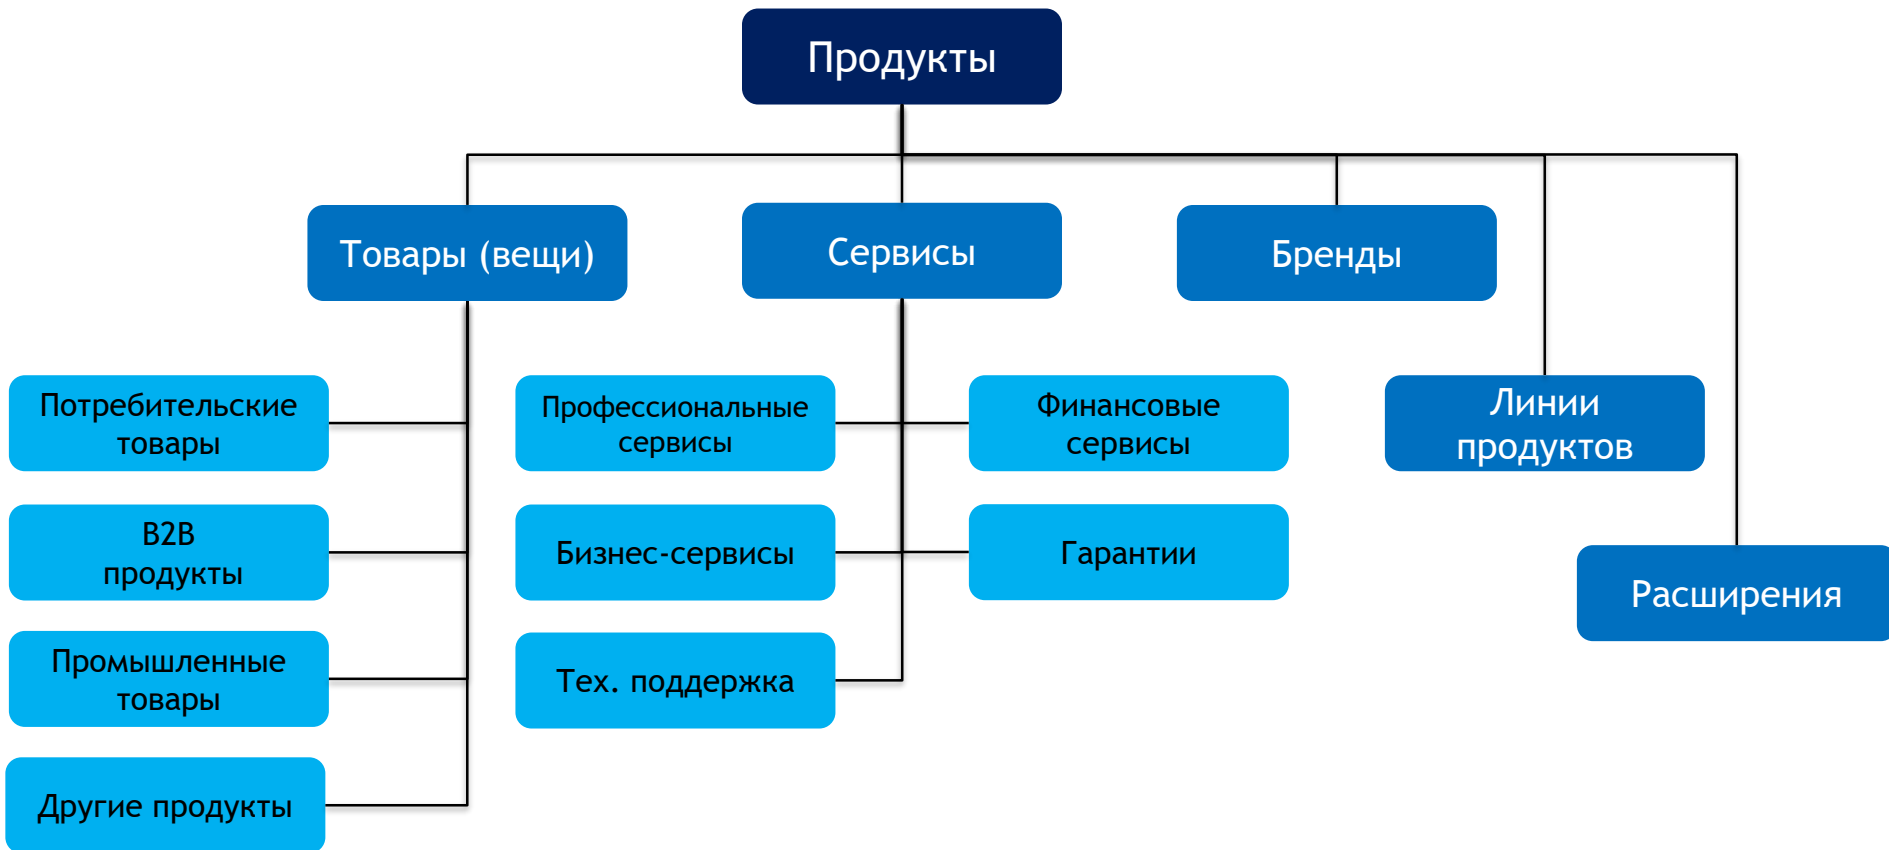 Продукты
Товары (вещи)
Сервисы
Бренды
Потребительские
товары
Профессиональные
сервисы
Финансовые
сервисы
Линии
продуктов
B2B
продукты
Бизнес-сервисы
Гарантии
Расширения
Промышленные
товары
Тех. поддержка
Другие продукты